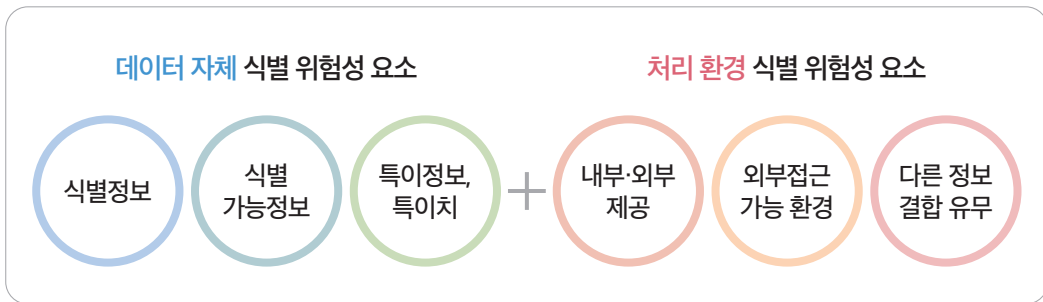 데이터 자체 식별 위험성 요소
식별정보
식별
가능정보
특이정보,
특이치
+
처리 환경 식별 위험성 요소
내부·외부
제공
외부접근
가능 환경
다른 정보
결합 유무